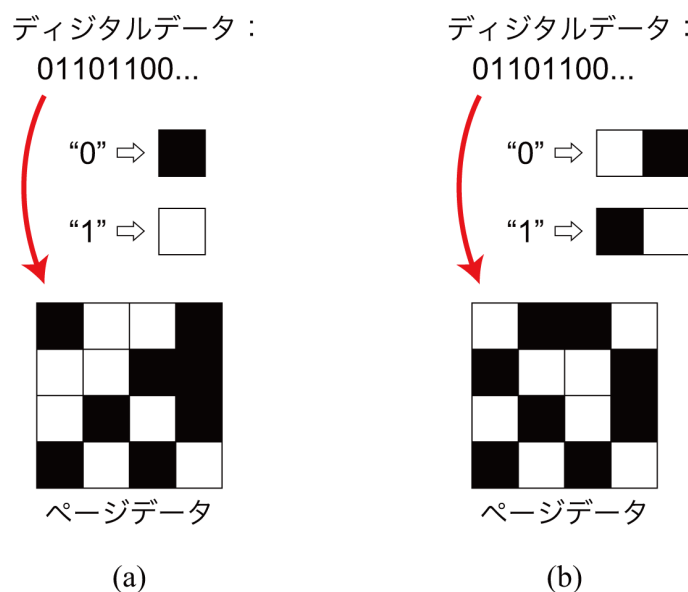 ディジタルデータ：
01101100...
“0” ⇨
“1” ⇨
ページデータ
(a)
ディジタルデータ：
01101100...
“0” ⇨
“1” ⇨
ページデータ
(b)